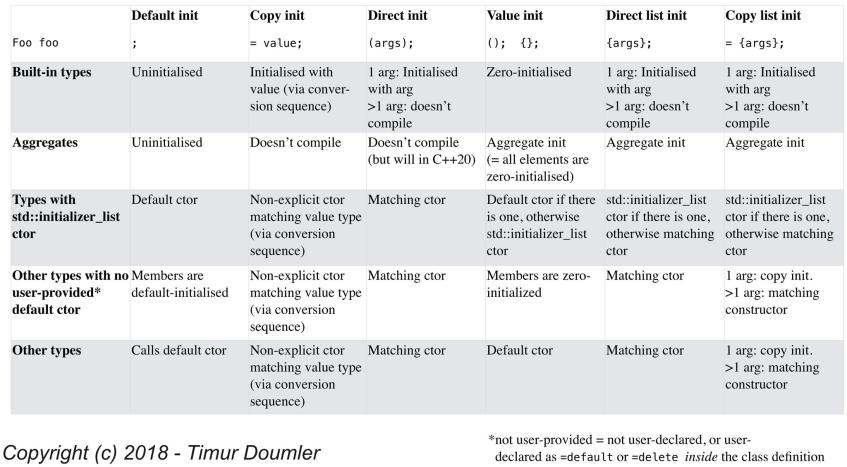 Default init Copy init Direct init Value init Direct list init Copy list init
Foo foo ; = value; (args); (); {}; {args}; = {args};
Built-in types Uninitialised Initialised with 1 arg: Initialised Zero-initialised 1 arg: Initialised 1 arg: Initialised
value (via conver- with arg with arg with arg
sion sequence) >1 arg: doesn't >1 arg: doesn't >1 arg: doesn't
compile compile compile
Aggregates Uninitialised Doesn't compile Doesn't compile Aggregate init Aggregate init Aggregate init
(but will in C++20) (= all elements are
zero-initialised)
Types with Default ctor Non-explicit ctor Matching ctor Default ctor if there std::initializer_list std::initializer_list
std::initializer_list matching value type is one, otherwise ctor if there is one, ctor if there is one,
ctor (via conversion std::initializer_list otherwise matching otherwise matching
sequence) ctor ctor ctor
Other types with no Members are Non-explicit ctor Matching ctor Members are zero- Matching ctor 1 arg: copy init.
user-provided* default-initialised matching value type initialized >1 arg: matching
default ctor (via conversion constructor
sequence)
Other types Calls default ctor Non-explicit ctor Matching ctor Default ctor Matching ctor 1 arg: copy init.
matching value type >1 arg: matching
(via conversion constructor
sequence)
*not user-provided = not user-declared, or user-
Copyright (c) 2018 - Timur Doumler declared as =default or =delete inside the class definition